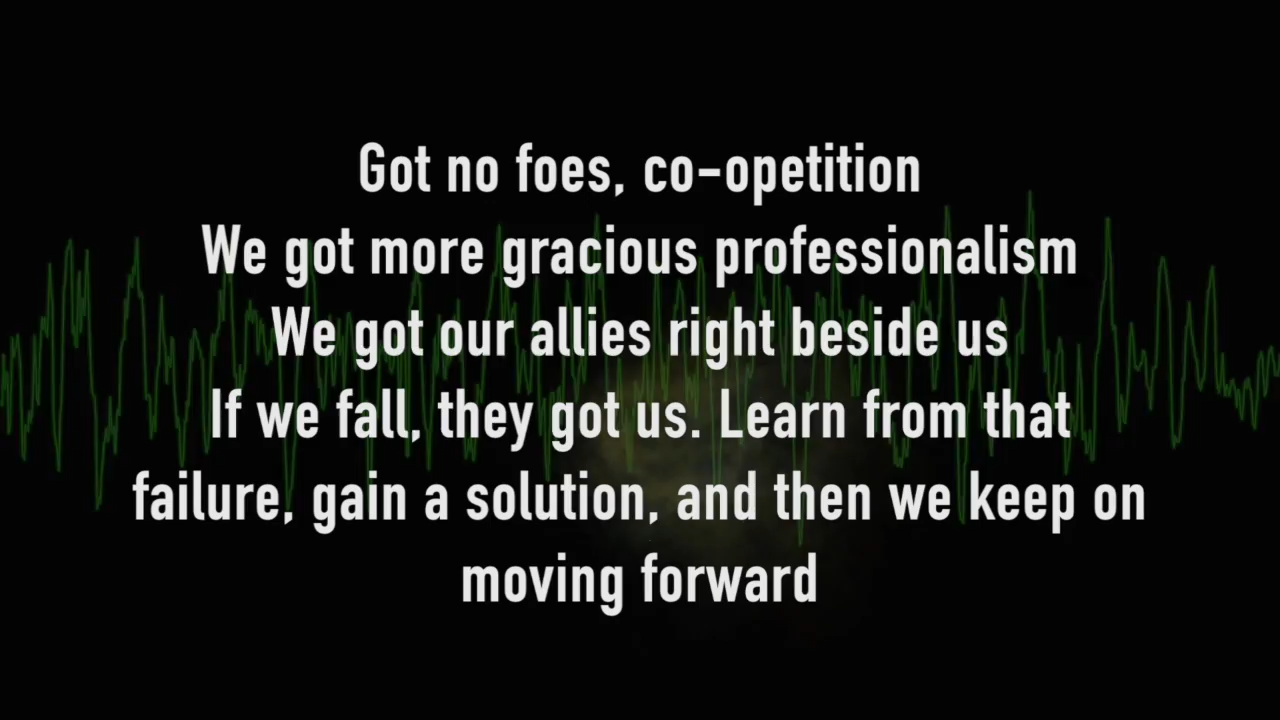 Got no foes, co-opetition
We got more gracious professionalism
We got our allies right beside us
If we fall, they got us. Learn from that
failure, gain a solution, and then we keep on
moving forward